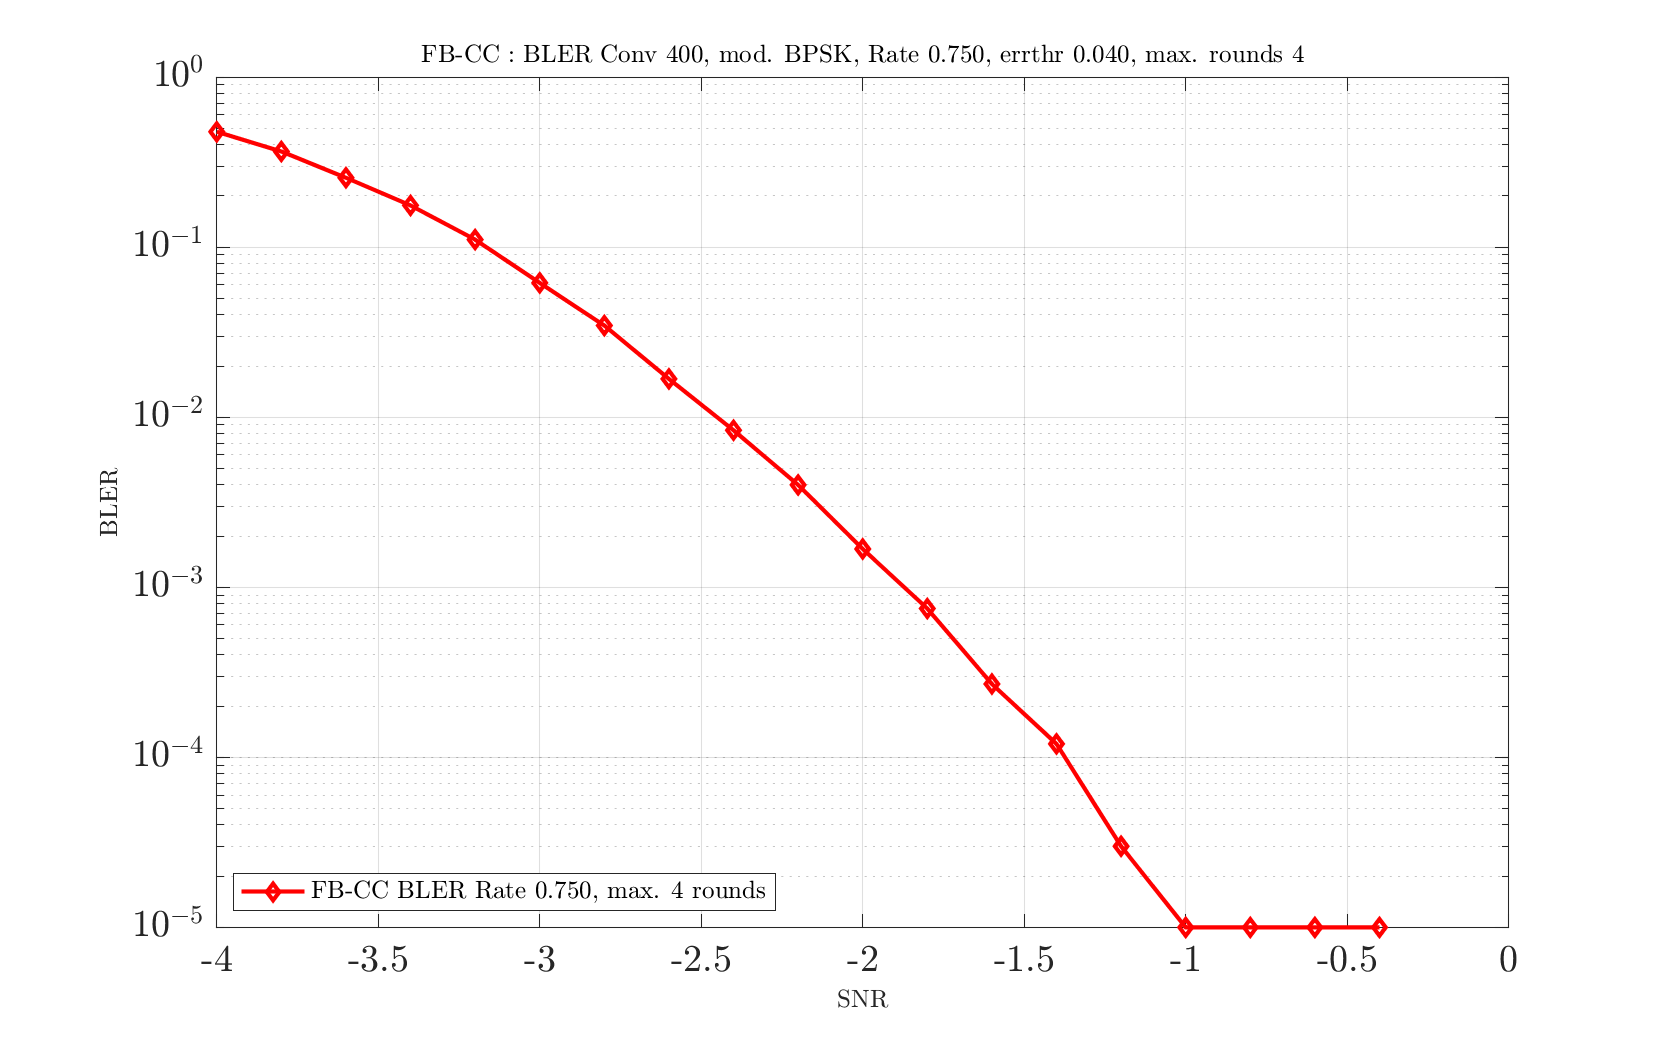 FB-CC : BLER Conv 400, mod. BPSK, Rate 0.750, errthr 0.040, max. rounds 4
10^0
10^{-1}
10^{-2}
10^{-3}
10^{-4}
10^{-5}
BLER
FB-CC BLER Rate 0.750, max. 4 rounds
-4 -3.5 -3 -2.5 -2 -1.5 -1 -0.5 0
SNR